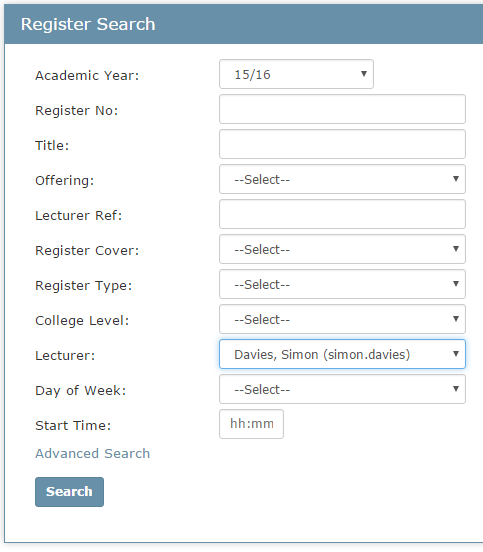 Register Search
Academic Year: 15/16
Register No:
Title:
Offering: --Select--
Lecturer Ref:
Register Cover: --Select--
Register Type: --Select--
College Level: --Select--
Lecturer: Davies, Simon (simon.davies)
Day of Week: --Select--
Start Time: hh:mm
Advanced Search
Search